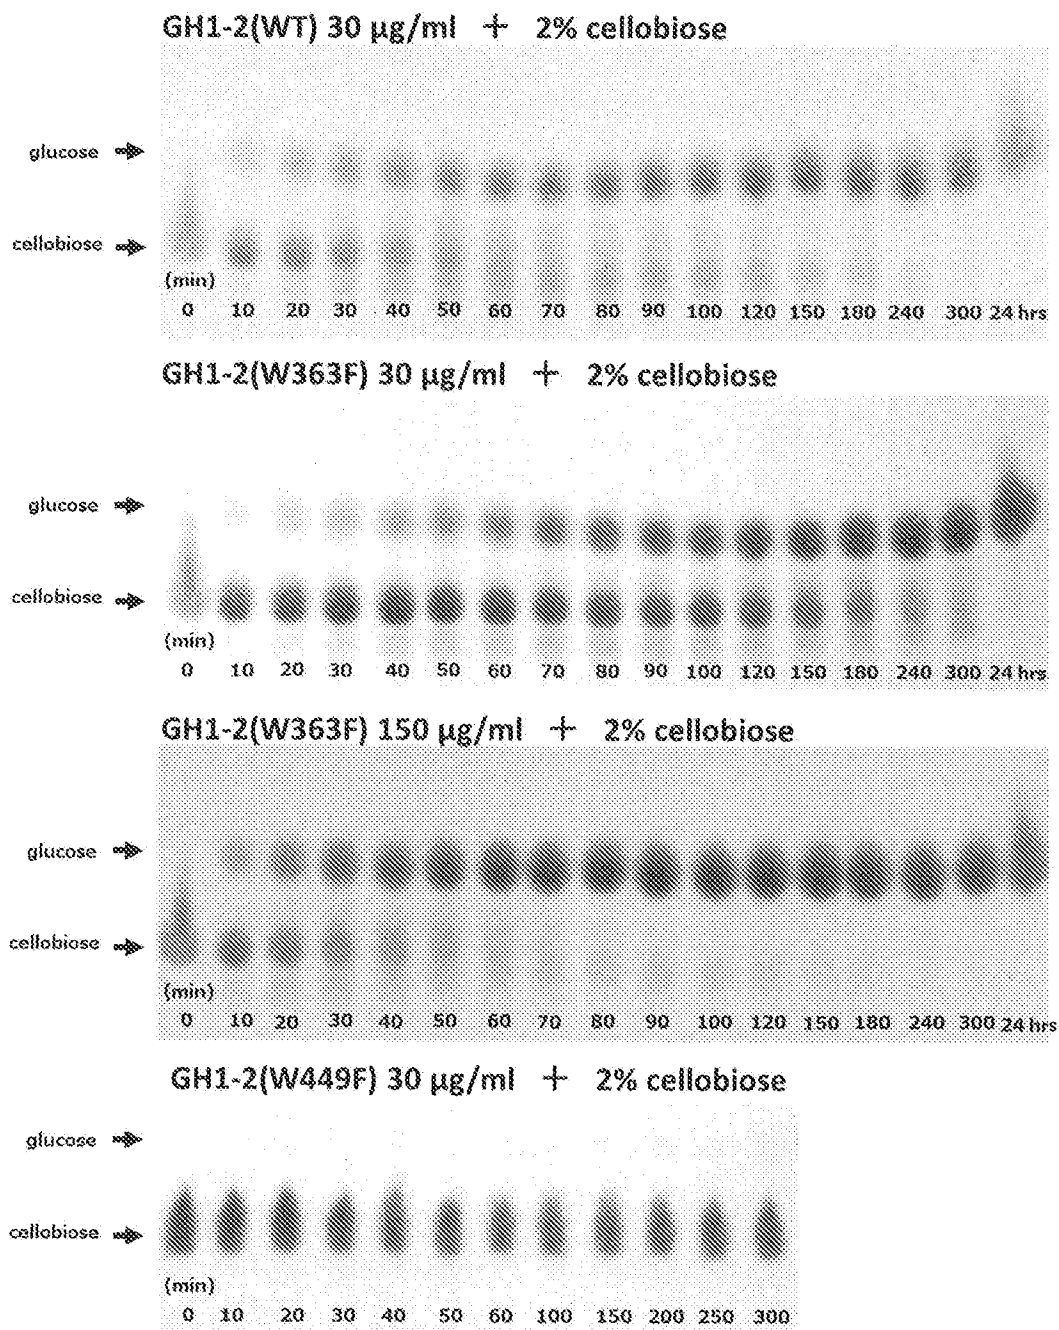 GH1-2(WT) 30 µg/ml + 2% cellobiose
glucose
cellobiose
(min)
0 10 20 30 40 50 60 70 80 90 100 120 150 180 240 300 24 hrs
GH1-2(W363F) 30 µg/ml + 2% cellobiose
glucose
cellobiose
(min)
0 10 20 30 40 50 60 70 80 90 100 120 150 180 240 300 24 hrs
GH1-2(W363F) 150 µg/ml + 2% cellobiose
glucose
cellobiose
(min)
0 10 20 30 40 50 60 70 80 90 100 120 150 180 240 300 24 hrs
GH1-2(W449F) 30 µg/ml + 2% cellobiose
glucose
cellobiose
(min)
0 10 20 30 40 50 60 100 150 200 250 300